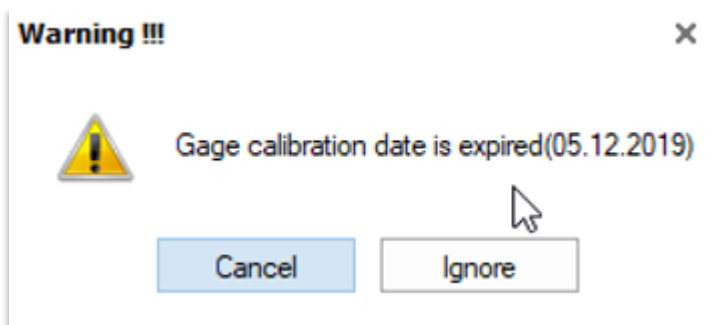 Warning !!!
Gage calibration date is expired(05.12.2019)
Cancel
Ignore